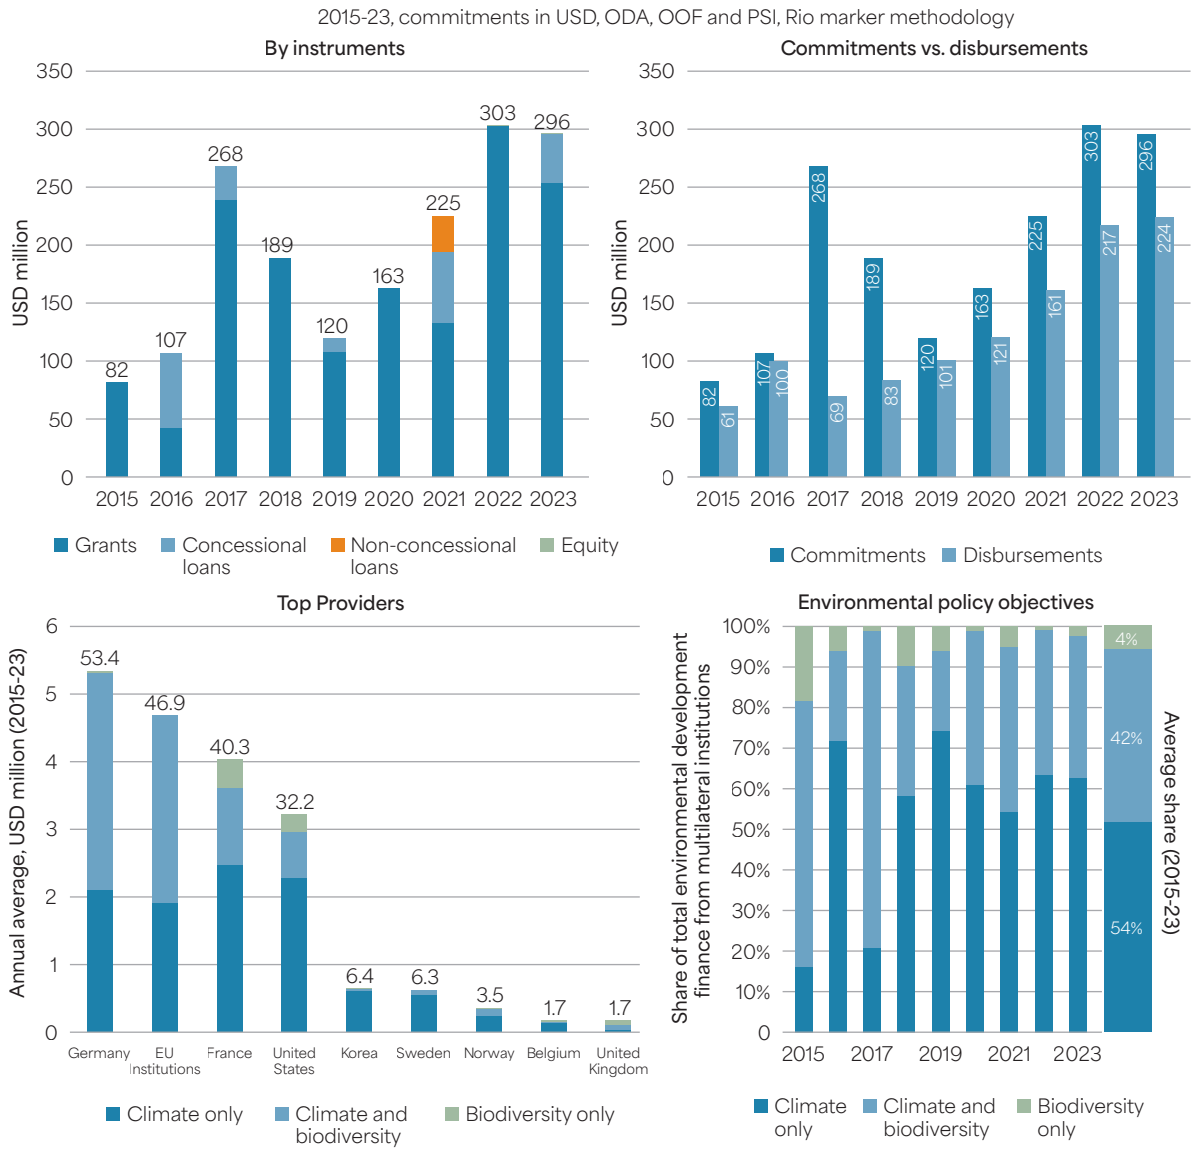 2015-23, commitments in USD, ODA, OOF and PSI, Rio marker methodology
By instruments
350
300
250
200
150
100
50
0
USD million
82
107
268
189
120
163
225
303
296
2015 2016 2017 2018 2019 2020 2021 2022 2023
Grants
Concessional
loans
Non-concessional
loans
Equity
Commitments vs. disbursements
350
300
250
200
150
100
50
0
USD million
82
61
107
100
268
69
189
83
120
101
163
121
225
161
303
217
296
224
2015 2016 2017 2018 2019 2020 2021 2022 2023
Commitments
Disbursements
Top Providers
6
5
4
3
2
1
0
Annual average, USD million (2015-23)
53.4
46.9
40.3
32.2
6.4
6.3
3.5
1.7
1.7
Germany
EU
Institutions
France
United
States
Korea
Sweden
Norway
Belgium
United
Kingdom
Climate only
Climate and
biodiversity
Biodiversity only
Environmental policy objectives
100%
90%
80%
70%
60%
50%
40%
30%
20%
10%
0
Share of total environmental development
finance from multilateral institutions
4%
42%
54%
Average share (2015-23)
2015 2017 2019 2021 2023
Climate
only
Climate and
biodiversity
Biodiversity
only